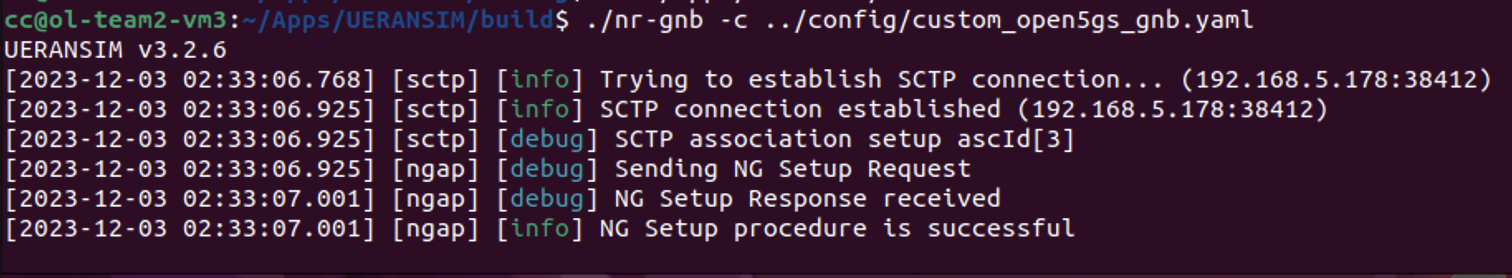 cc@ol-team2-vm3:~/Apps/UERANSIM/build$ ./nr-gnb -c ../config/custom_open5gs_gnb.yaml
UERANSIM v3.2.6
[2023-12-03 02:33:06.768] [sctp] [info] Trying to establish SCTP connection... (192.168.5.178:38412)
[2023-12-03 02:33:06.925] [sctp] [info] SCTP connection established (192.168.5.178:38412)
[2023-12-03 02:33:06.925] [sctp] [debug] SCTP association setup ascId[3]
[2023-12-03 02:33:06.925] [ngap] [debug] Sending NG Setup Request
[2023-12-03 02:33:07.001] [ngap] [debug] NG Setup Response received
[2023-12-03 02:33:07.001] [ngap] [info] NG Setup procedure is successful